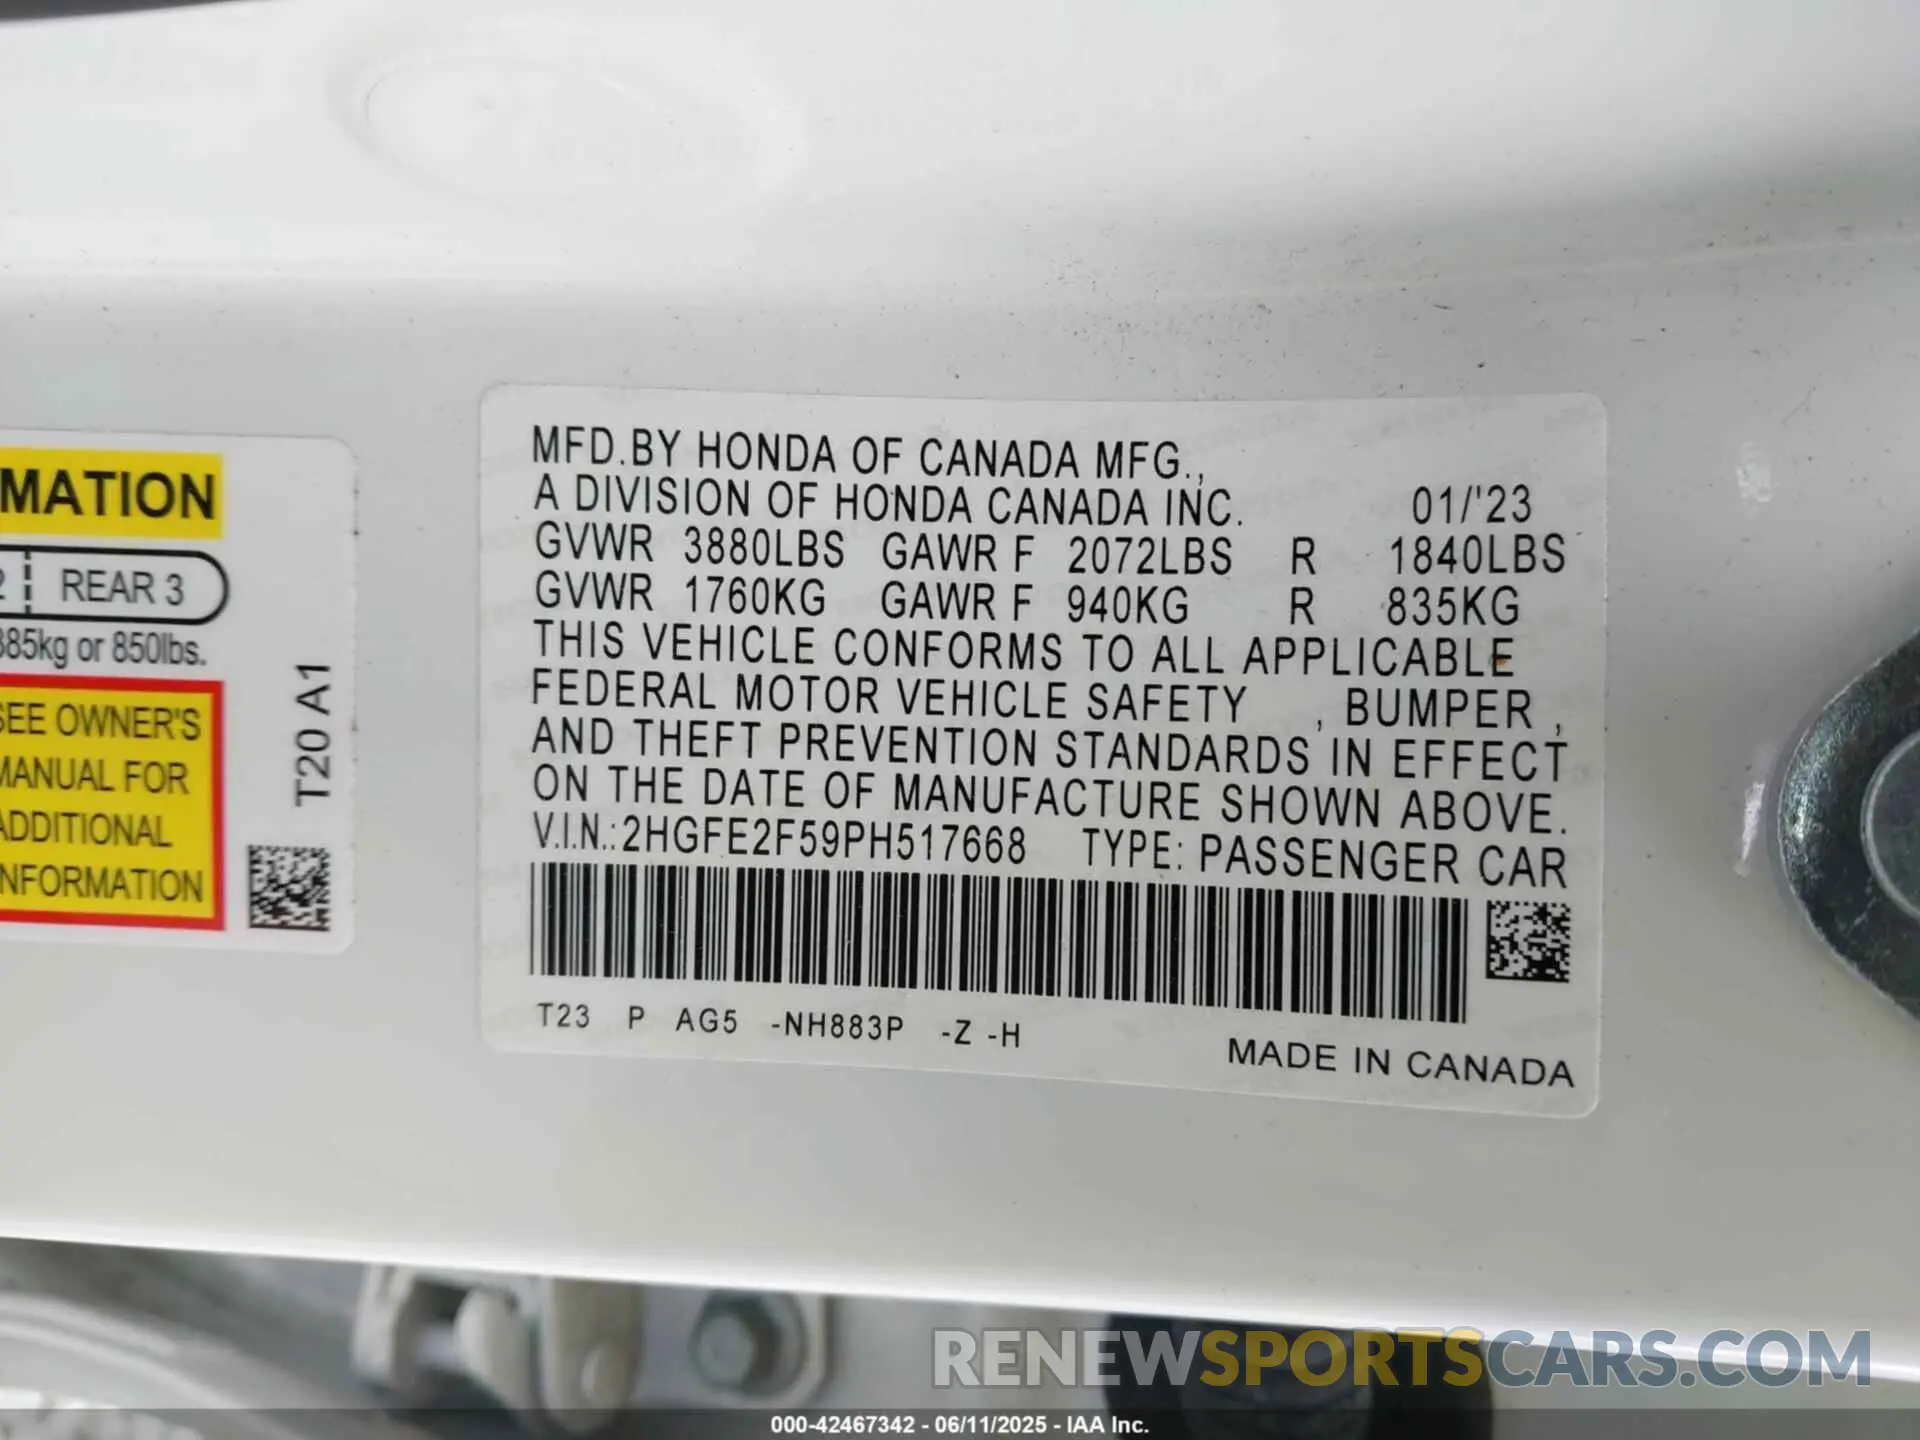 MATION
2 REAR 3
385kg or 850lbs.
SEE OWNER'S
MANUAL FOR
ADDITIONAL
INFORMATION
T20 A1
MFD.BY HONDA OF CANADA MFG.,
A DIVISION OF HONDA CANADA INC. 01/'23
GVWR 3880LBS GAWR F 2072LBS R 1840LBS
GVWR 1760KG GAWR F 940KG R 835KG
THIS VEHICLE CONFORMS TO ALL APPLICABLE
FEDERAL MOTOR VEHICLE SAFETY , BUMPER ,
AND THEFT PREVENTION STANDARDS IN EFFECT
ON THE DATE OF MANUFACTURE SHOWN ABOVE.
V.I.N.: 2HGFE2F59PH517668 TYPE: PASSENGER CAR
T23 P AG5 -NH883P -Z -H
MADE IN CANADA
RENEWSPORTSCARS.COM
000-42467342 - 06/11/2025 - IAA Inc.